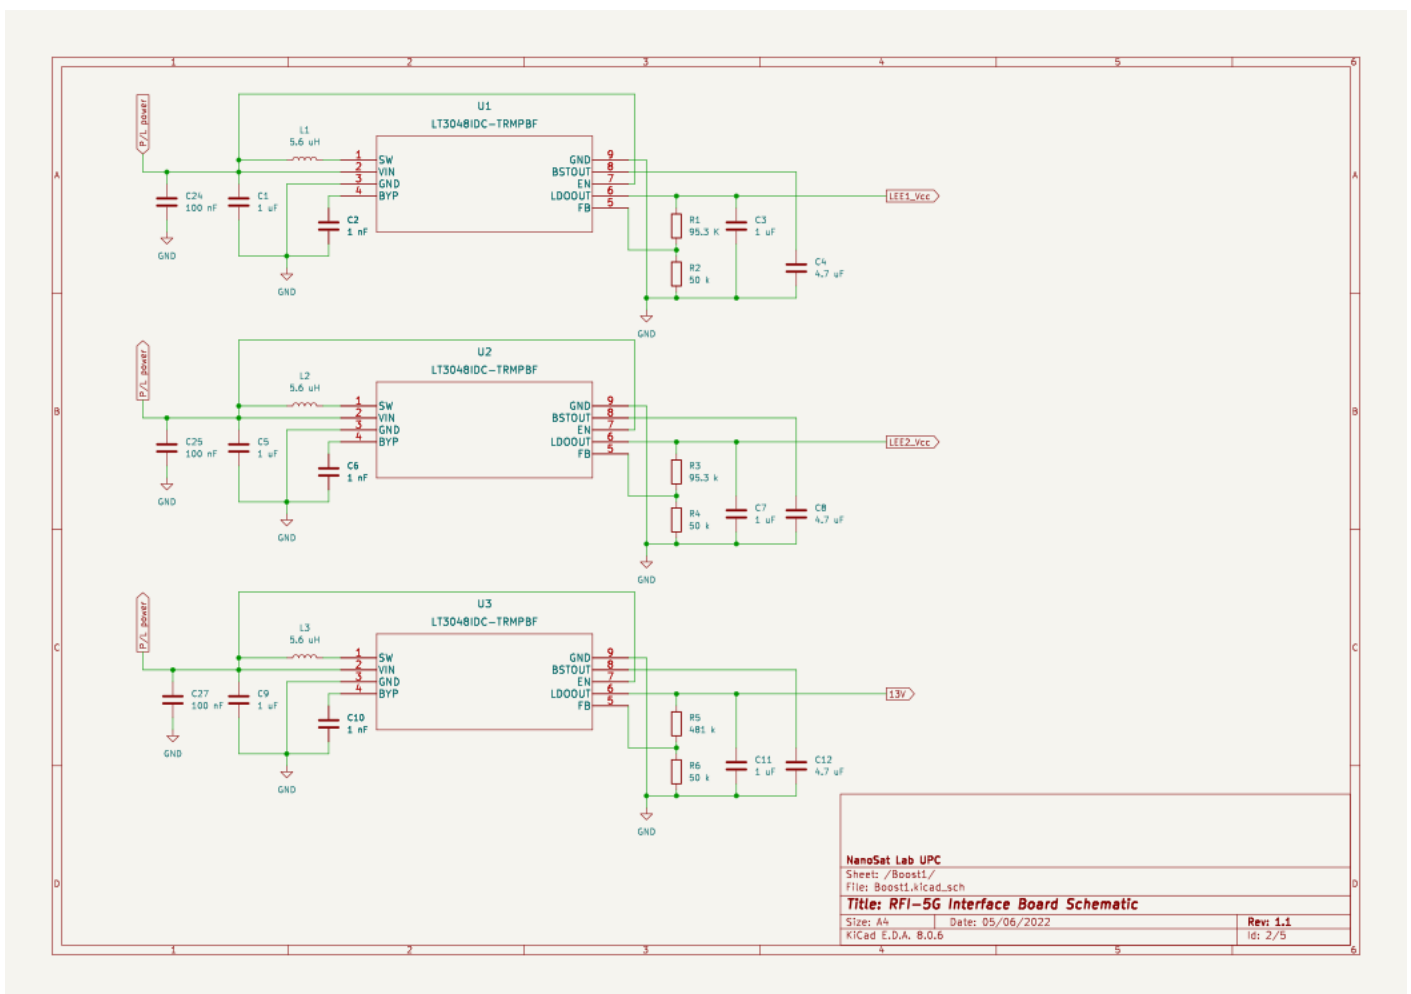 1 2 3 4 5 6
A
B
C
D
A
B
C
D
P/L power
L1
5.6 uH
U1
LT3048IDC-TRMPBF
1 SW
2 VIN
3 GND
4 BYP
GND 9
BSTOUT 8
EN 7
LDOOUT 6
FB 5
C24
100 nF
GND
C1
1 uF
C2
1 nF
GND
R1
95.3 K
R2
50 k
C3
1 uF
C4
4.7 uF
GND
LEE1_Vcc
P/L power
L2
5.6 uH
U2
LT3048IDC-TRMPBF
1 SW
2 VIN
3 GND
4 BYP
GND 9
BSTOUT 8
EN 7
LDOOUT 6
FB 5
C25
100 nF
GND
C5
1 uF
C6
1 nF
GND
R3
95.3 k
R4
50 k
C7
1 uF
C8
4.7 uF
GND
LEE2_Vcc
P/L power
L3
5.6 uH
U3
LT3048IDC-TRMPBF
1 SW
2 VIN
3 GND
4 BYP
GND 9
BSTOUT 8
EN 7
LDOOUT 6
FB 5
C27
100 nF
GND
C9
1 uF
C10
1 nF
GND
R5
481 k
R6
50 k
C11
1 uF
C12
4.7 uF
GND
13V
NanoSat Lab UPC
Sheet: /Boost1/
File: Boost1.kicad_sch
Title: RFI-5G Interface Board Schematic
Size: A4 Date: 05/06/2022 Rev: 1.1
KiCad E.D.A. 8.0.6 Id: 2/5
1 2 3 4 5 6